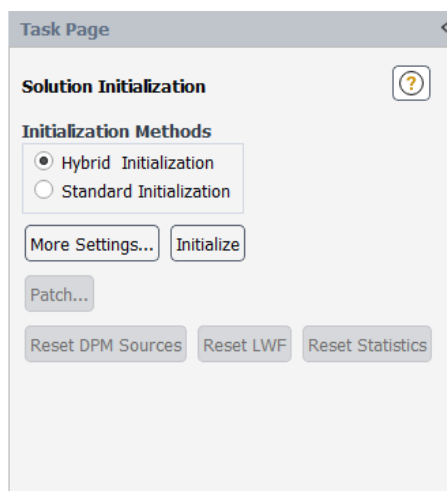 Task Page
Solution Initialization
?
Initialization Methods
Hybrid Initialization
Standard Initialization
More Settings... Initialize
Patch...
Reset DPM Sources Reset LWF Reset Statistics